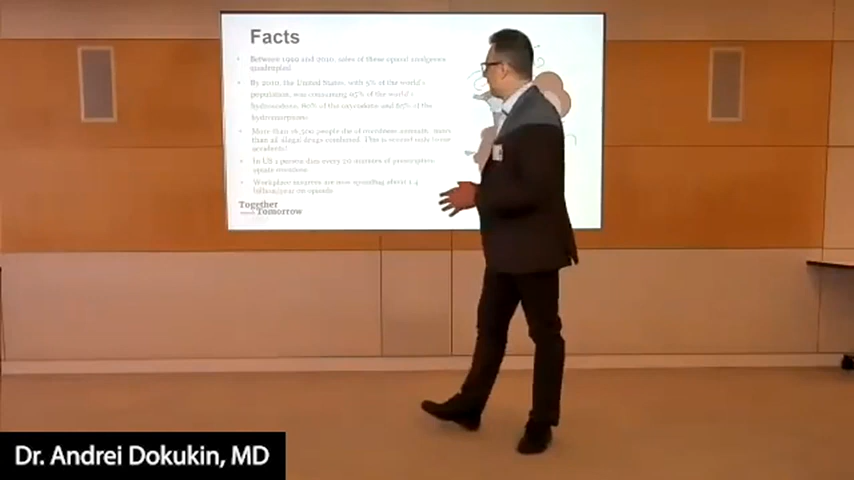 Facts
Between 1999 and 2010, sales of these opioid analgesics
quadrupled
By 2010, the United States, with 5% of the world's
population, was consuming 95% of the world's
hydrocodone, 80% of the oxycodone and 65% of the
hydromorphone
More than 16,500 people die of overdoses annually, more
than all illegal drugs combined. This is second only to car
accidents!
In US 1 person dies every 20 minutes of prescription
opiate overdose
Workplace insurers are now spending about 1.4
billion/year on opioids
Together
Tomorrow
Dr. Andrei Dokukin, MD